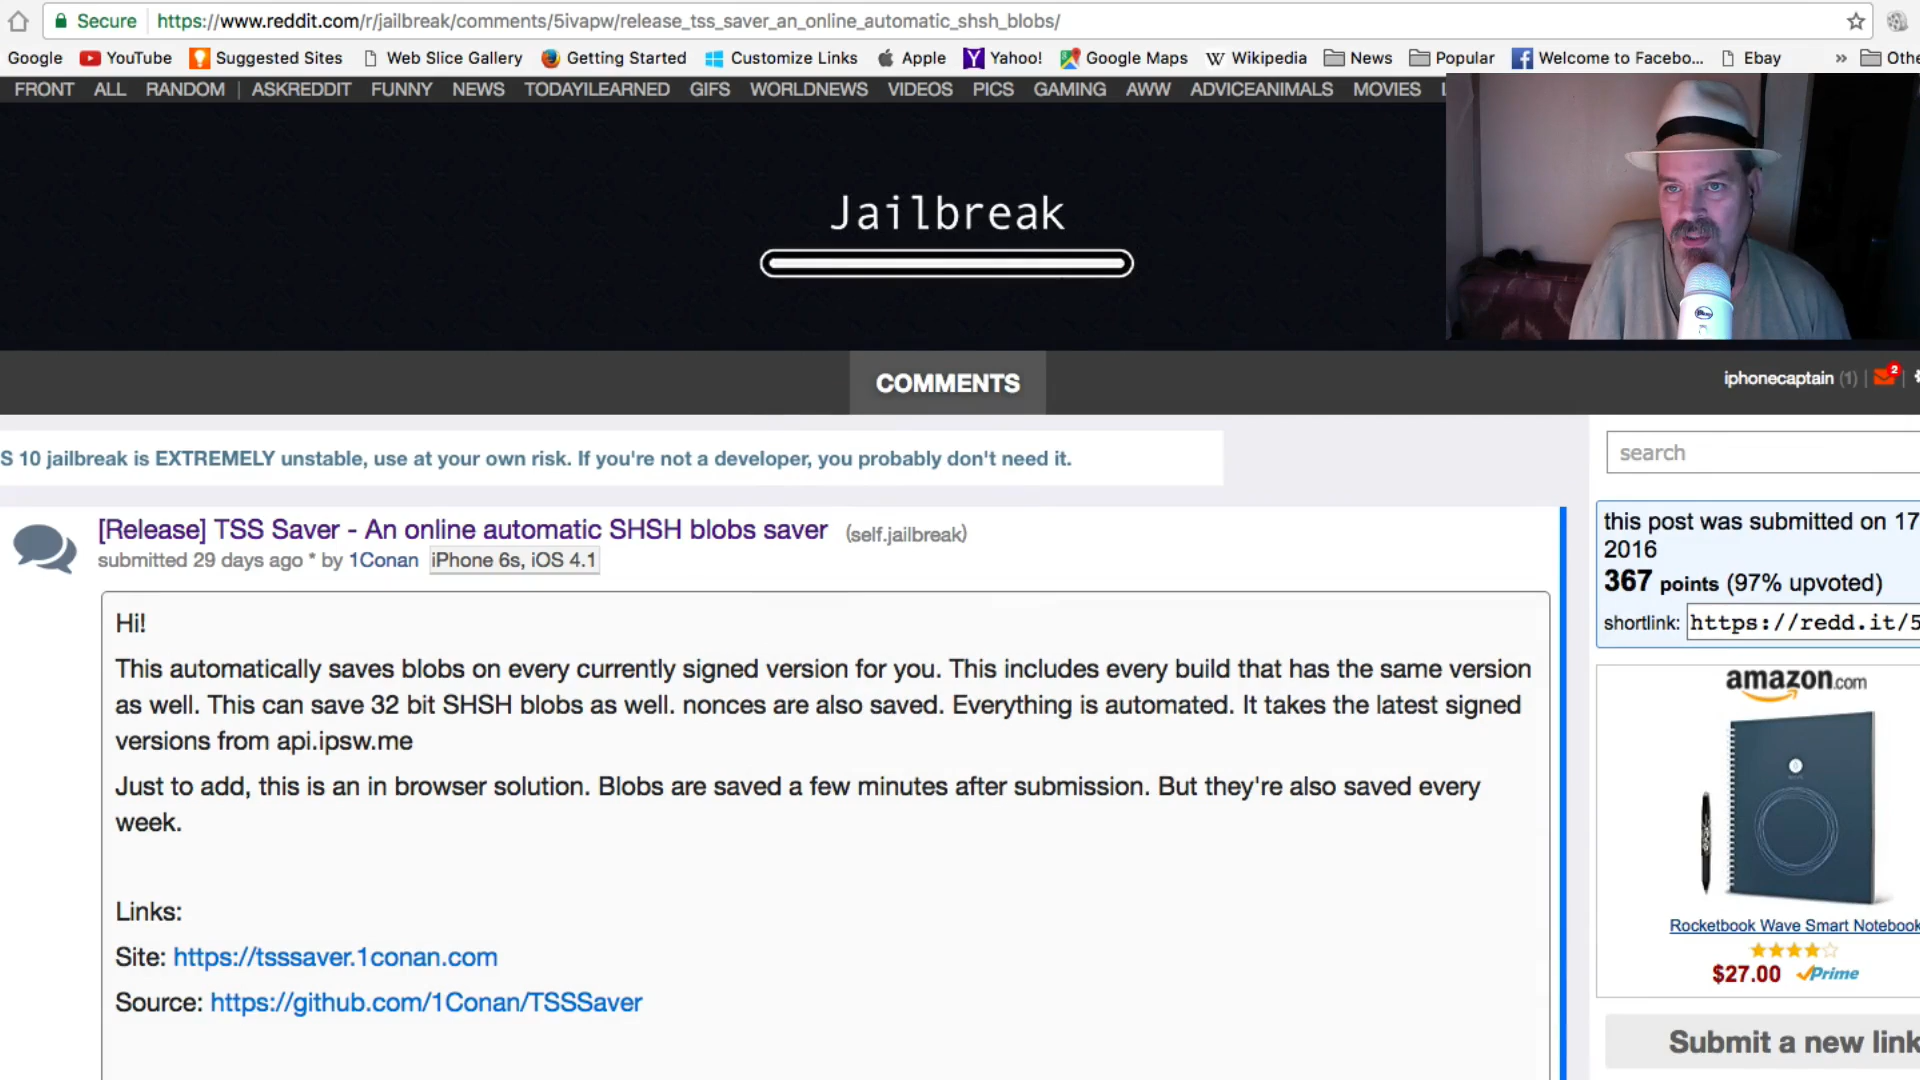 Secure https://www.reddit.com/r/jailbreak/comments/5ivapw/release_tss_saver_an_online_automatic_shsh_blobs/
Google YouTube Suggested Sites Web Slice Gallery Getting Started Customize Links Apple Yahoo! Google Maps Wikipedia News Popular Welcome to Facebo... Ebay » Othe
FRONT ALL RANDOM | ASKREDDIT FUNNY NEWS TODAYILEARNED GIFS WORLDNEWS VIDEOS PICS GAMING AWW ADVICEANIMALS MOVIES
Jailbreak
COMMENTS
iphonecaptain (1) | 2 |
S 10 jailbreak is EXTREMELY unstable, use at your own risk. If you're not a developer, you probably don't need it.
search
[Release] TSS Saver - An online automatic SHSH blobs saver (self.jailbreak)
submitted 29 days ago * by 1Conan iPhone 6s, iOS 4.1
Hi!
This automatically saves blobs on every currently signed version for you. This includes every build that has the same version
as well. This can save 32 bit SHSH blobs as well. nonces are also saved. Everything is automated. It takes the latest signed
versions from api.ipsw.me
Just to add, this is an in browser solution. Blobs are saved a few minutes after submission. But they're also saved every
week.
Links:
Site: https://tsssaver.1conan.com
Source: https://github.com/1Conan/TSSSaver
this post was submitted on 17
2016
367 points (97% upvoted)
shortlink: https://redd.it/5
amazon.com
Rocketbook Wave Smart Notebook
$27.00 Prime
Submit a new link